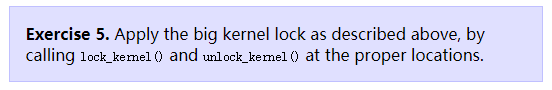 Exercise 5. Apply the big kernel lock as described above, by
calling lock_kernel() and unlock_kernel() at the proper locations.